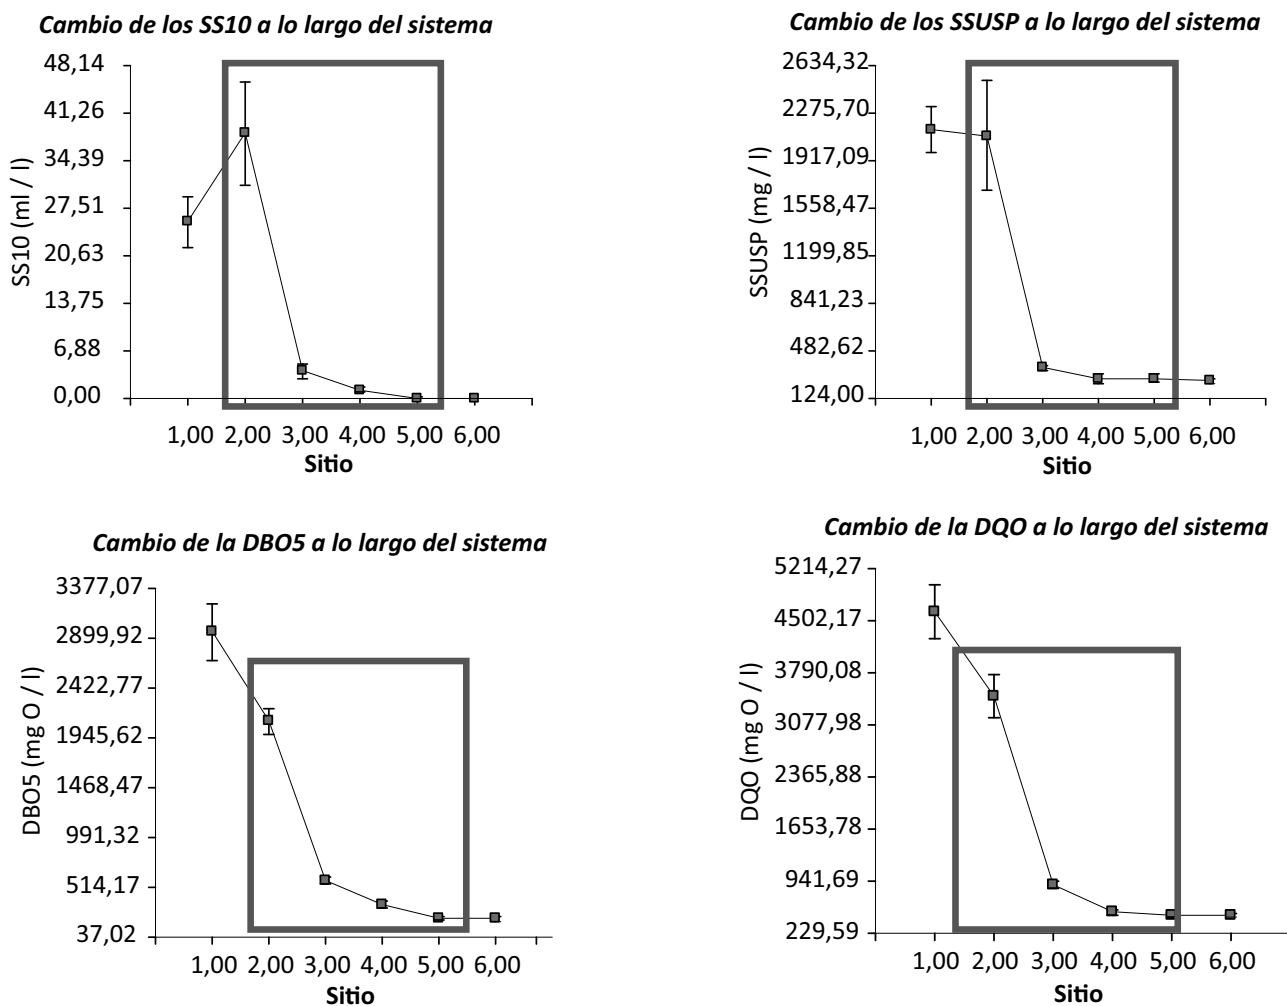 Cambio de los SS10 a lo largo del sistema
48,14
41,26
34,39
27,51
20,63
13,75
6,88
0,00
SS10 (ml / l)
1,00 2,00 3,00 4,00 5,00 6,00
Sitio
Cambio de los SSUSP a lo largo del sistema
2634,32
2275,70
1917,09
1558,47
1199,85
841,23
482,62
124,00
SSUSP (mg / l)
1,00 2,00 3,00 4,00 5,00 6,00
Sitio
Cambio de la DBO5 a lo largo del sistema
3377,07
2899,92
2422,77
1945,62
1468,47
991,32
514,17
37,02
DBO5 (mg O / l)
1,00 2,00 3,00 4,00 5,00 6,00
Sitio
Cambio de la DQO a lo largo del sistema
5214,27
4502,17
3790,08
3077,98
2365,88
1653,78
941,69
229,59
DQO (mg O / l)
1,00 2,00 3,00 4,00 5,00 6,00
Sitio